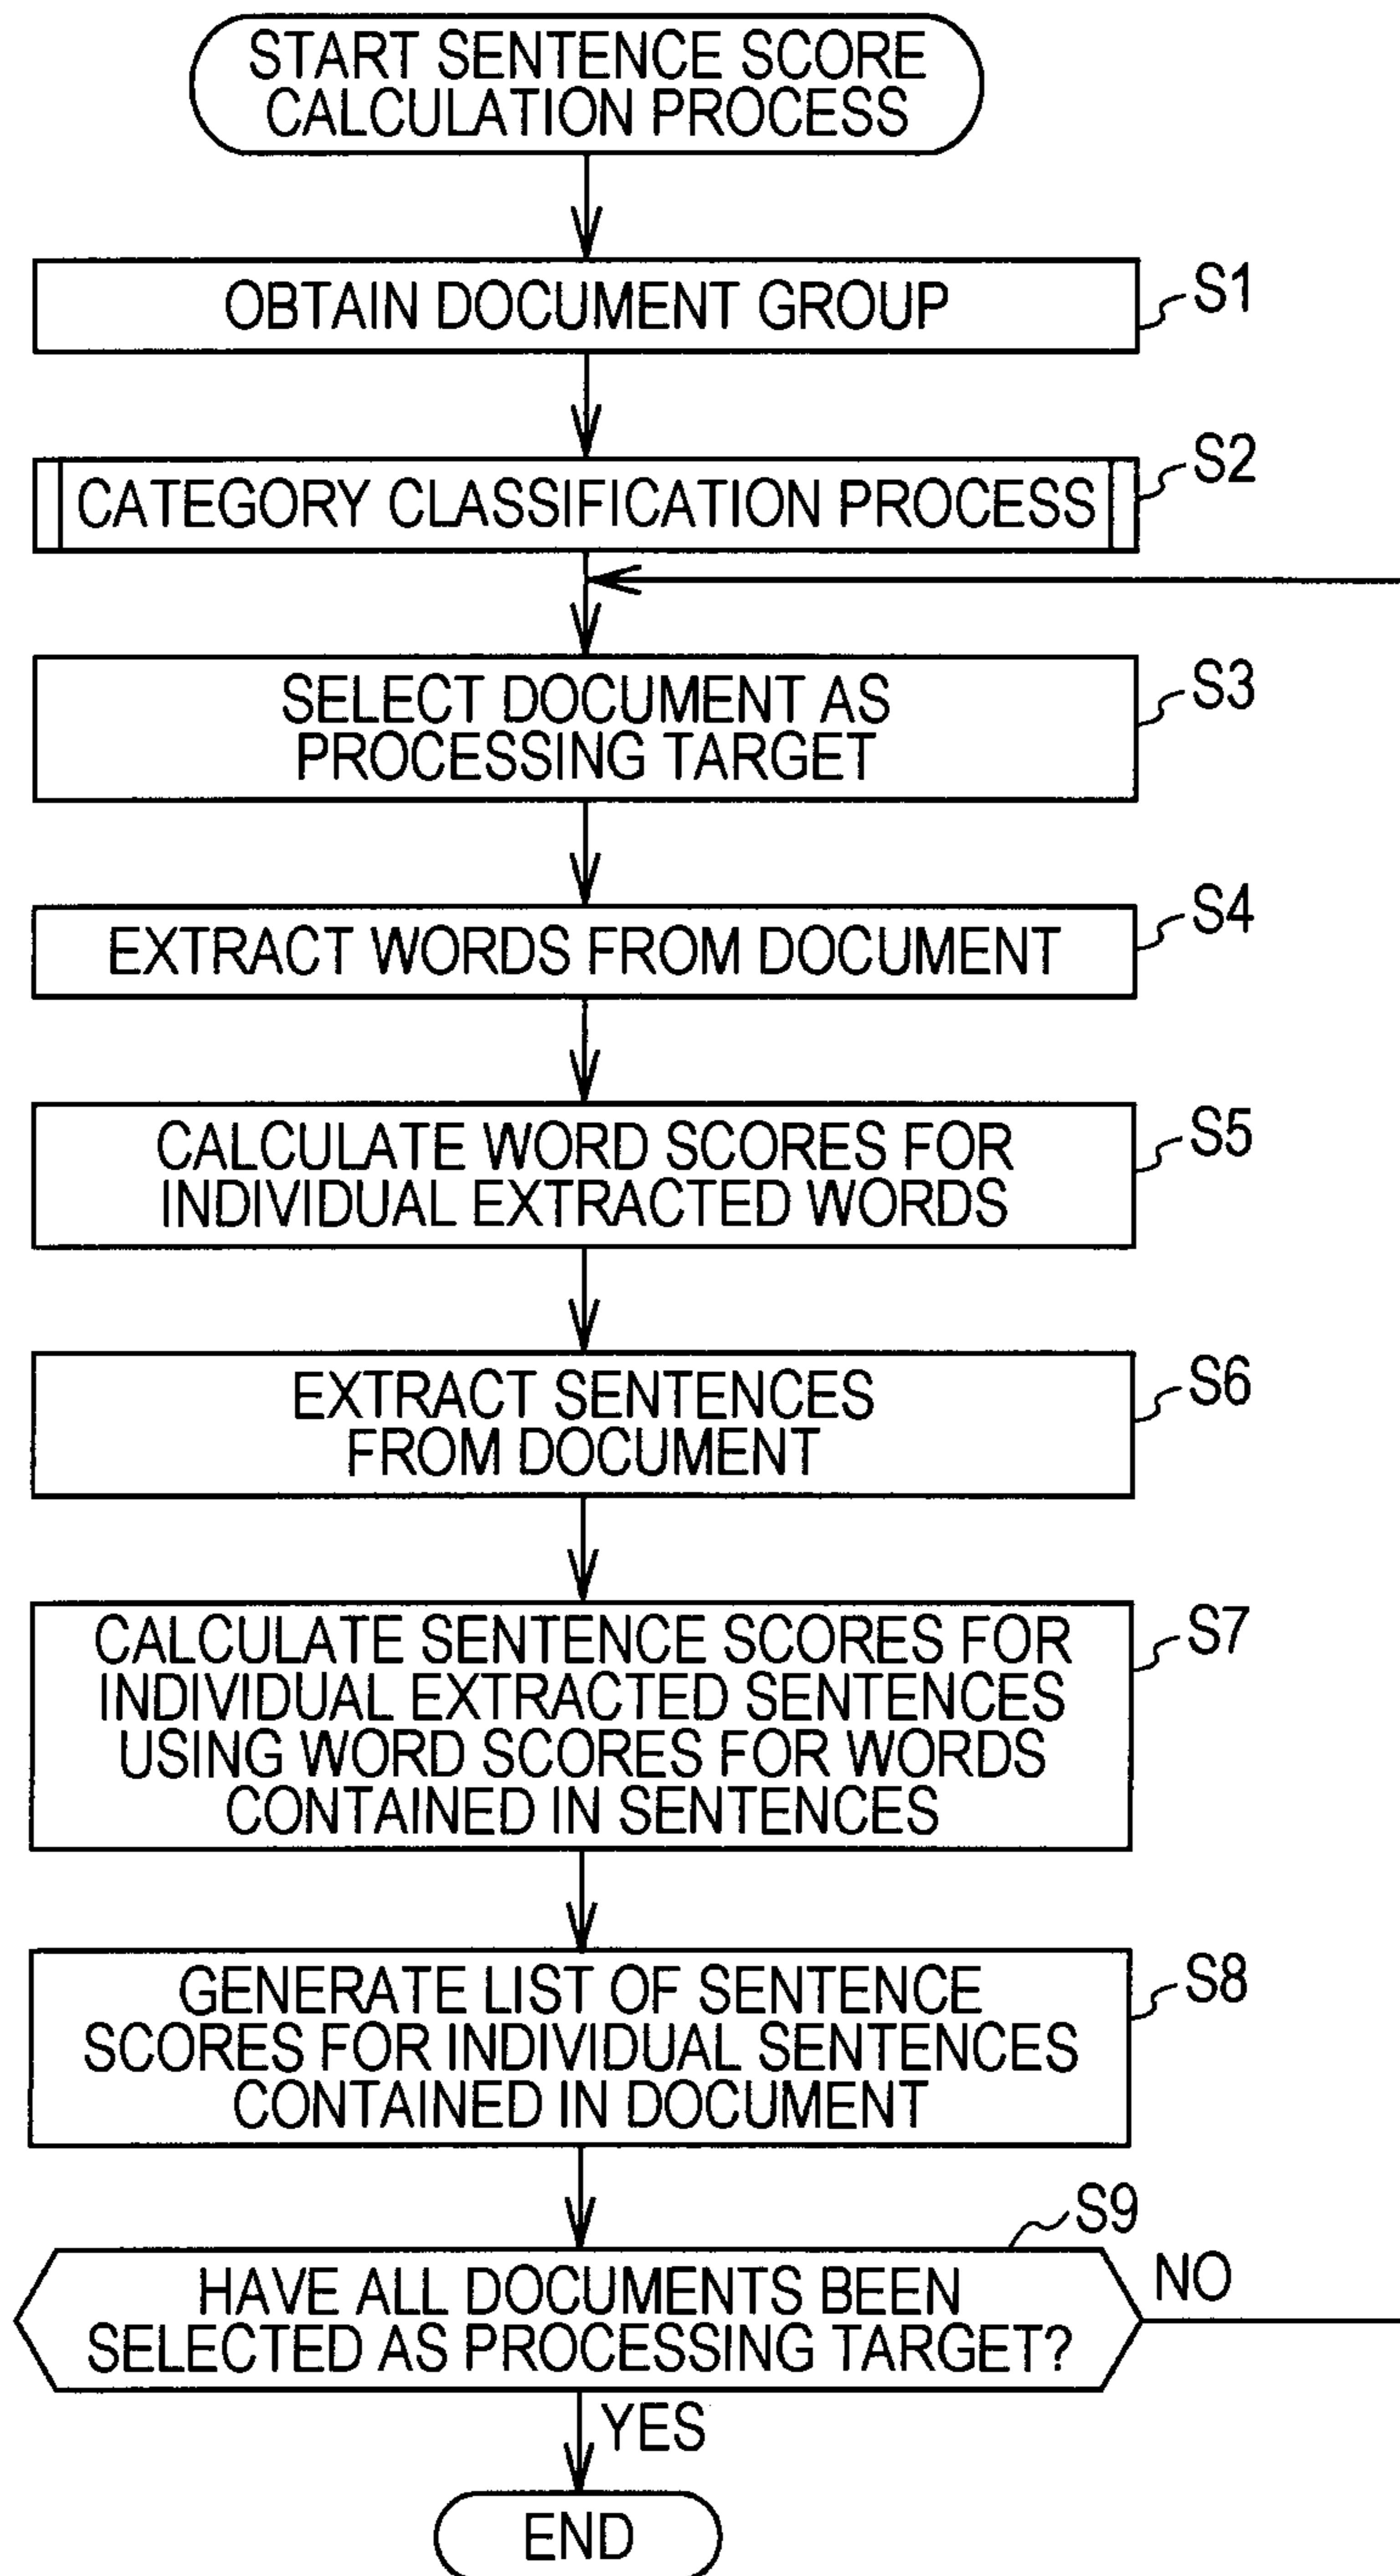 START SENTENCE SCORE
CALCULATION PROCESS
OBTAIN DOCUMENT GROUP
S1
CATEGORY CLASSIFICATION PROCESS
S2
SELECT DOCUMENT AS
PROCESSING TARGET
S3
EXTRACT WORDS FROM DOCUMENT
S4
CALCULATE WORD SCORES FOR
INDIVIDUAL EXTRACTED WORDS
S5
EXTRACT SENTENCES
FROM DOCUMENT
S6
CALCULATE SENTENCE SCORES FOR
INDIVIDUAL EXTRACTED SENTENCES
USING WORD SCORES FOR WORDS
CONTAINED IN SENTENCES
S7
GENERATE LIST OF SENTENCE
SCORES FOR INDIVIDUAL SENTENCES
CONTAINED IN DOCUMENT
S8
S9
HAVE ALL DOCUMENTS BEEN
SELECTED AS PROCESSING TARGET?
NO
YES
END